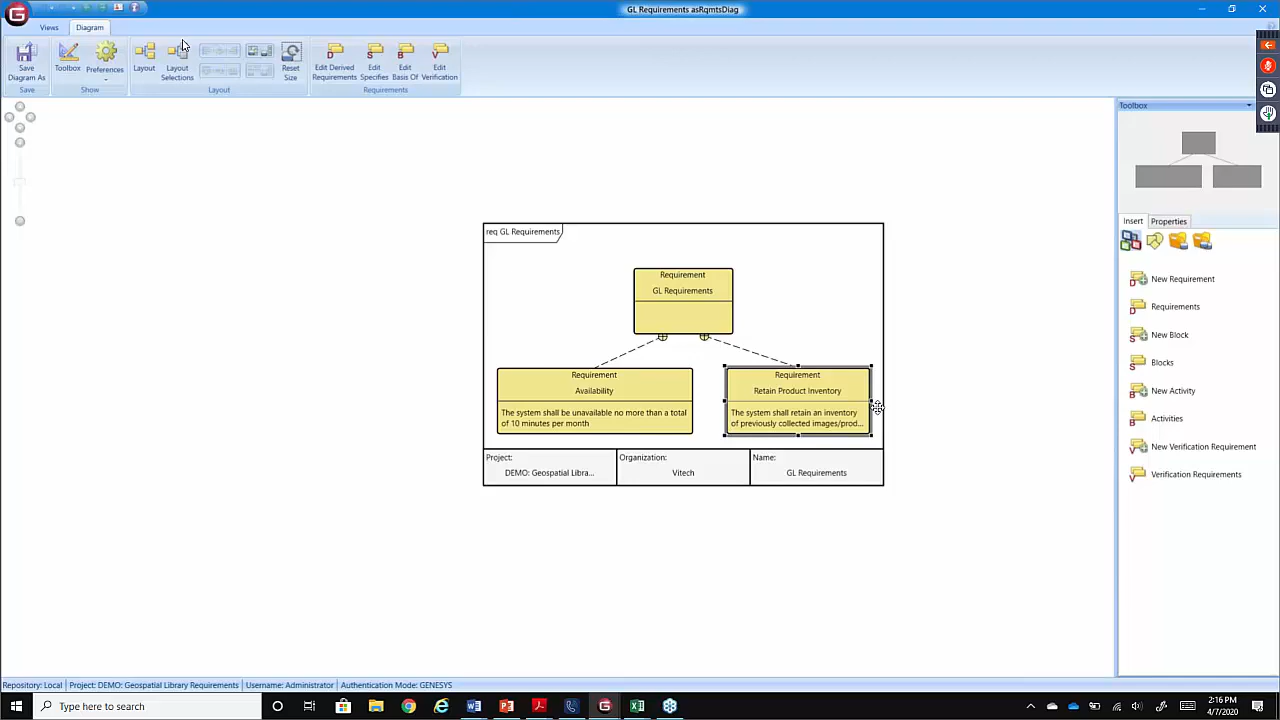 GL Requirements asRqmtsDiag
Views
Diagram
Save
Diagram As
Toolbox
Preferences
Layout
Layout
Selections
Reset
Size
Edit Derived
Requirements
Edit
Specifies
Edit
Basis Of
Edit
Verification
Save
Show
Layout
Requirements
Toolbox
Insert
Properties
New Requirement
Requirements
New Block
Blocks
New Activity
Activities
New Verification Requirement
Verification Requirements
req GL Requirements
Requirement
GL Requirements
Requirement
Availability
The system shall be unavailable no more than a total
of 10 minutes per month
Requirement
Retain Product Inventory
The system shall retain an inventory
of previously collected images/prod...
Project:
DEMO: Geospatial Libra...
Organization:
Vitech
Name:
GL Requirements
Repository: Local
Project: DEMO: Geospatial Library Requirements
Username: Administrator
Authentication Mode: GENESYS
Type here to search
2:16 PM
4/7/2020